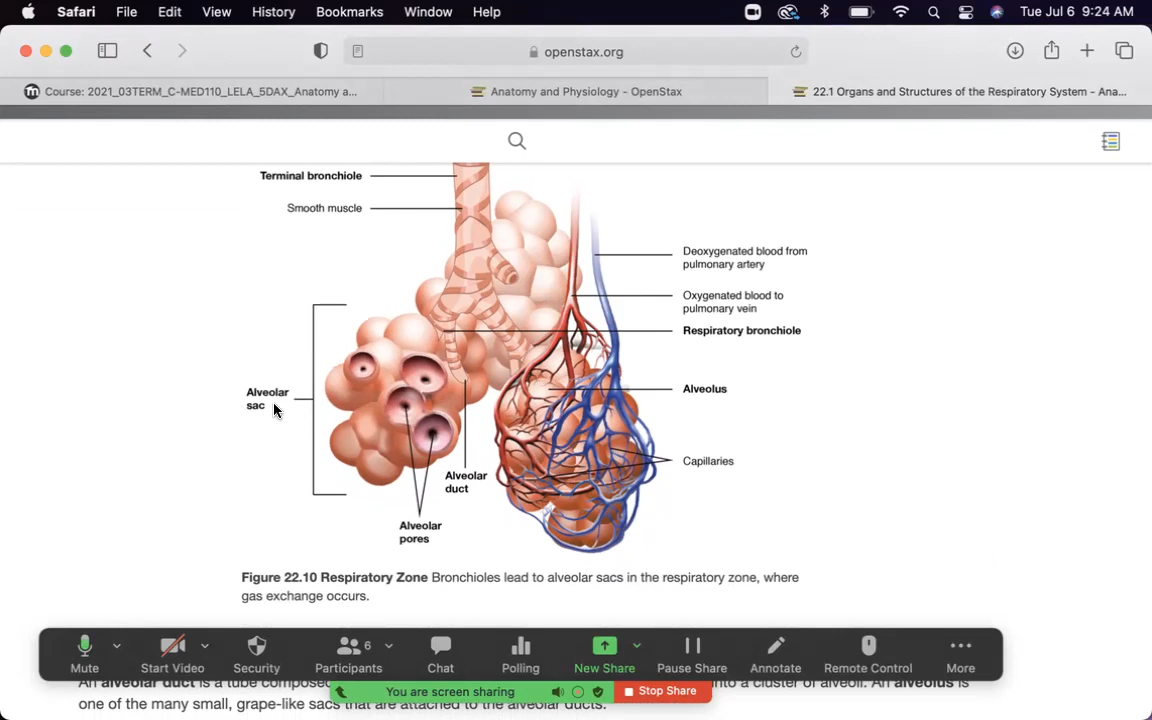 Safari File Edit View History Bookmarks Window Help Tue Jul 6 9:24 AM
openstax.org
Course: 2021_03TERM_C-MED110_LELA_5DAX_Anatomy a... Anatomy and Physiology - OpenStax 22.1 Organs and Structures of the Respiratory System - Ana...
Terminal bronchiole
Smooth muscle
Deoxygenated blood from
pulmonary artery
Oxygenated blood to
pulmonary vein
Respiratory bronchiole
Alveolar
sac
Alveolus
Capillaries
Alveolar
duct
Alveolar
pores
Figure 22.10 Respiratory Zone Bronchioles lead to alveolar sacs in the respiratory zone, where
gas exchange occurs.
6
Mute Start Video Security Participants Chat Polling New Share Pause Share Annotate Remote Control More
An alveolar duct is a tube composed into a cluster of alveoli. An alveolus is
You are screen sharing Stop Share
one of the many small, grape-like sacs that are attached to the alveolar ducts.